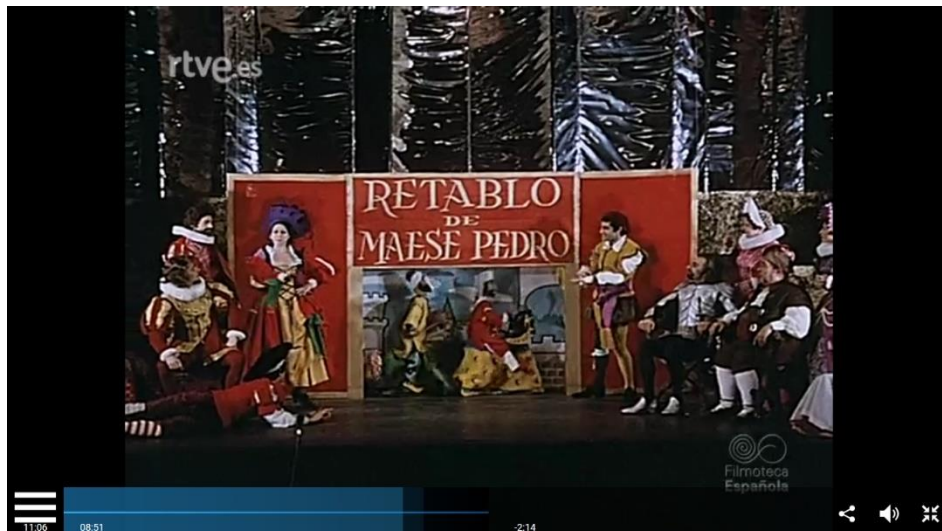 rtve.es
RETABLO
DE
MAESE PEDRO
Filmoteca
Española
11:06
08:51
-2:14